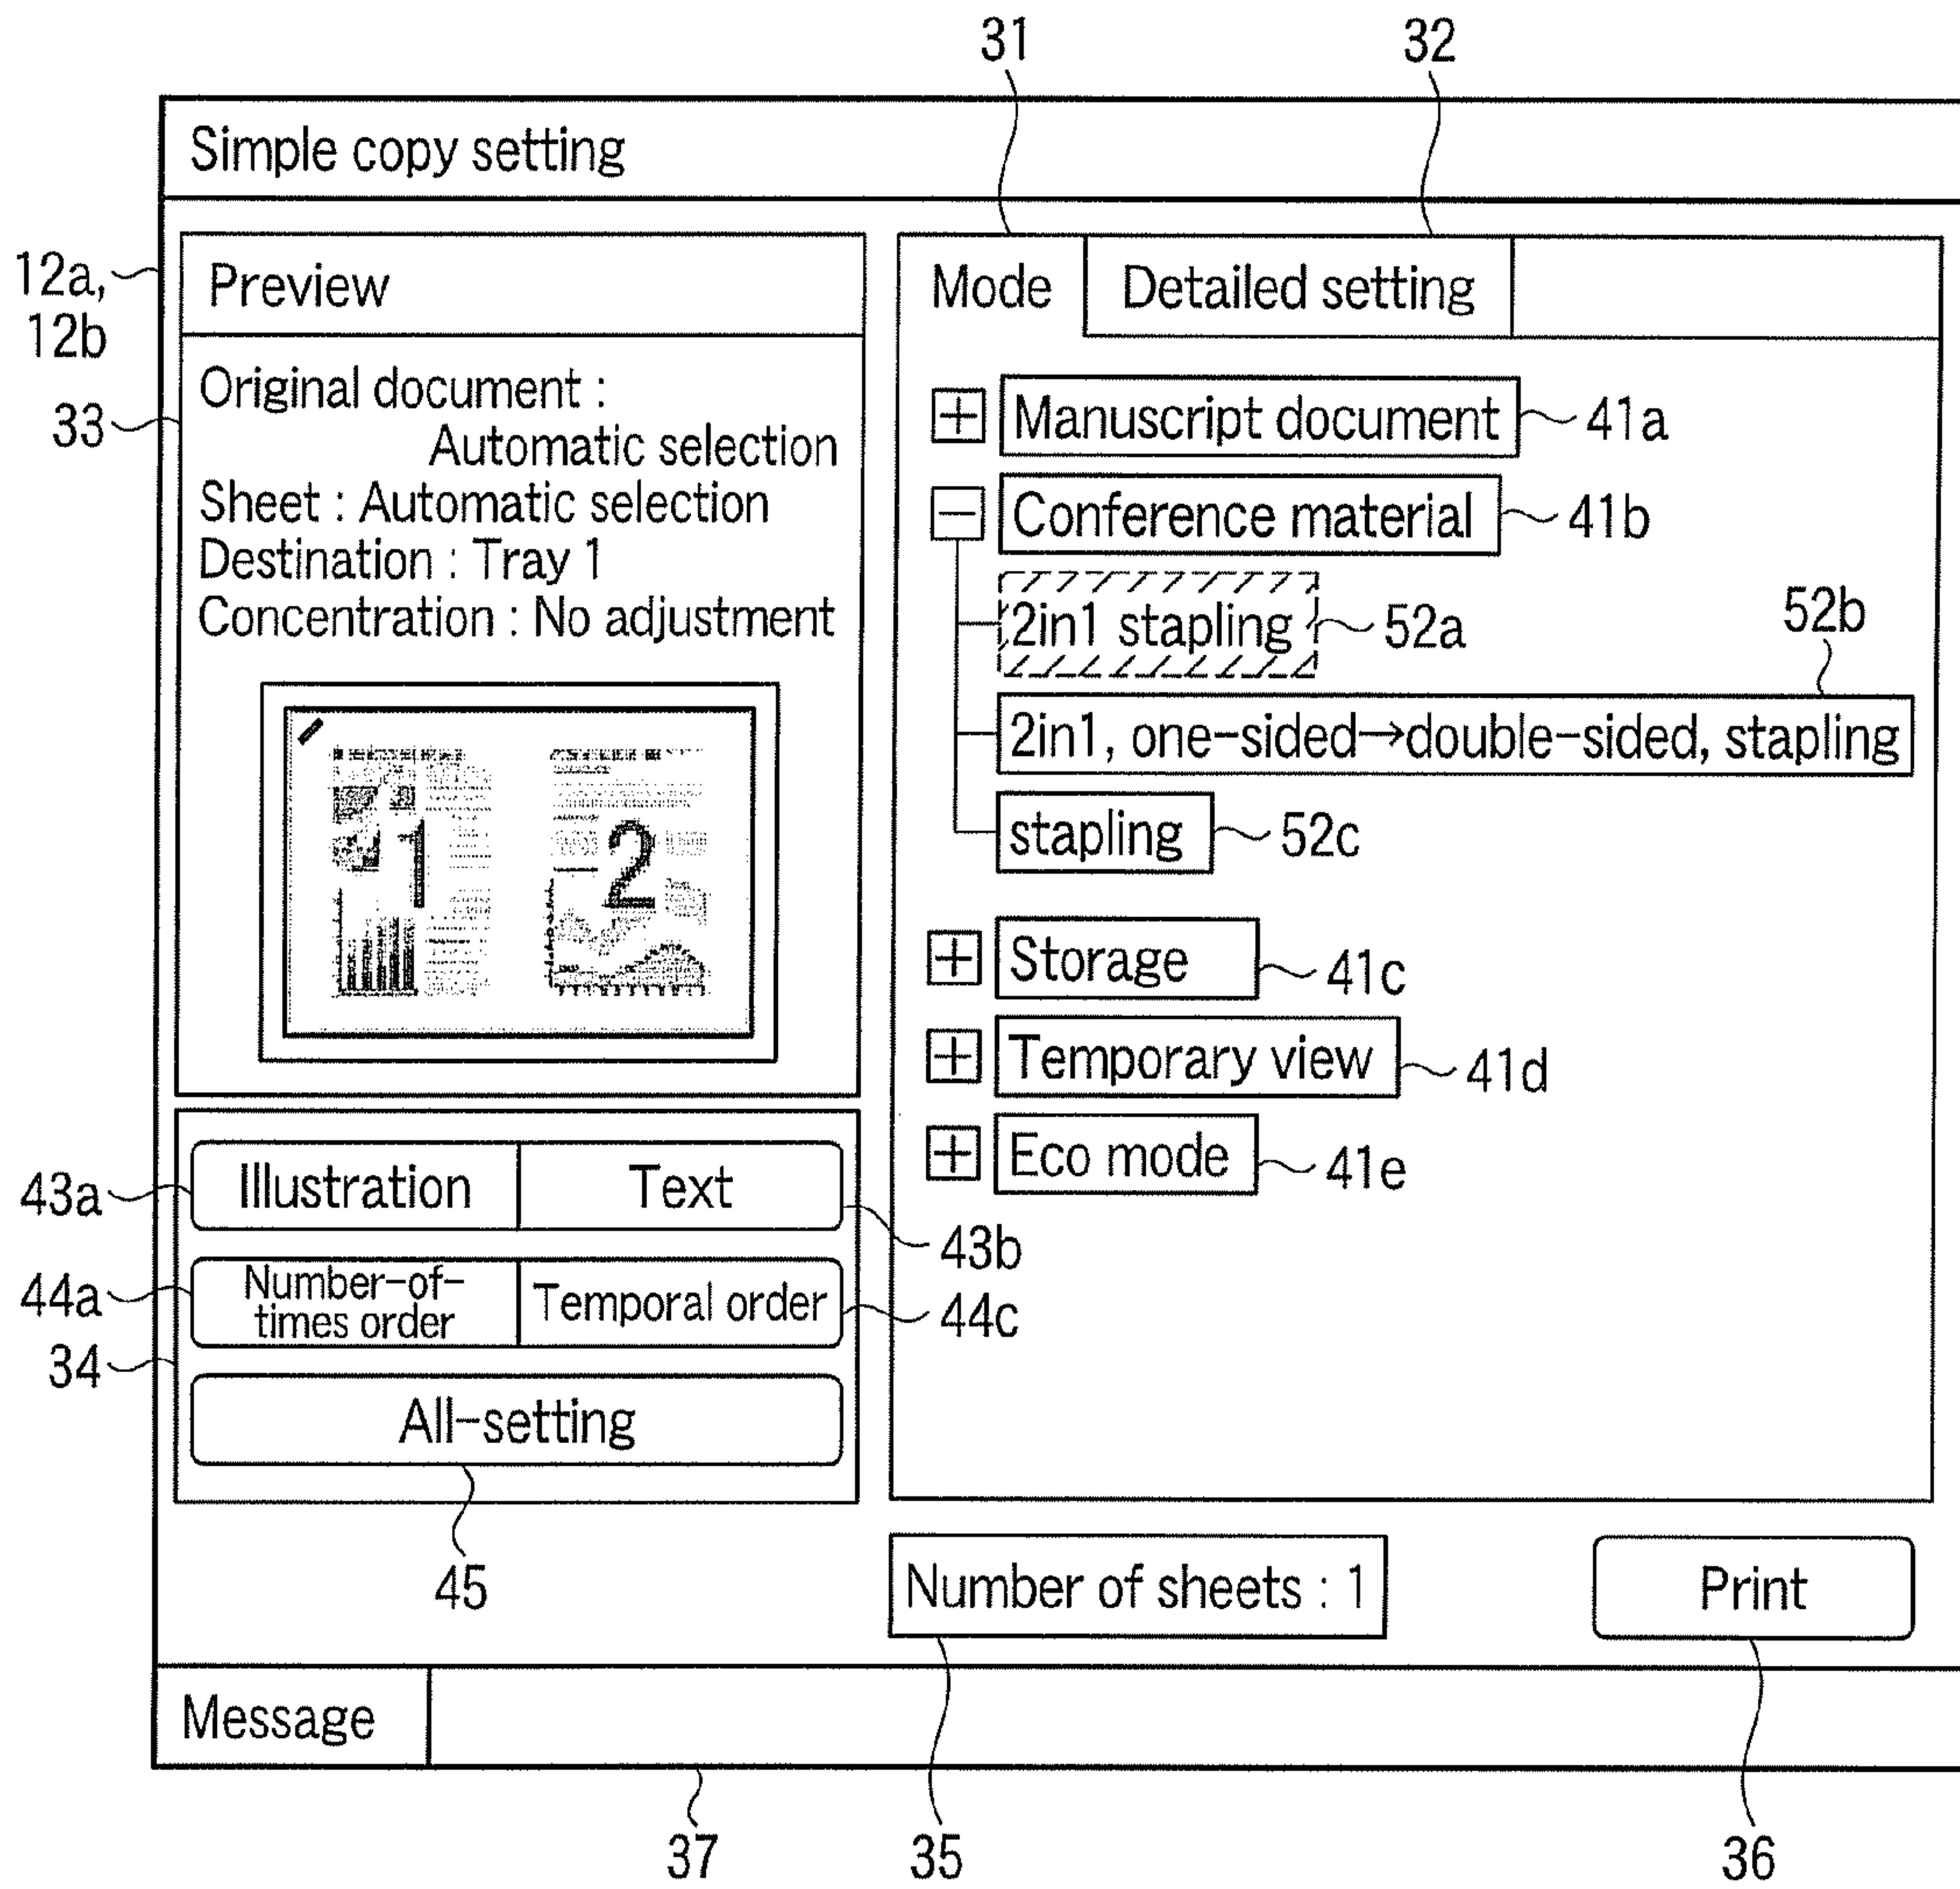 31
32
Simple copy setting
12a,
12b
Preview
Mode
Detailed setting
33
Original document :
Automatic selection
Sheet : Automatic selection
Destination : Tray 1
Concentration : No adjustment
1
2
Manuscript document
41a
Conference material
41b
2in1 stapling
52a
52b
2in1, one-sided→double-sided, stapling
stapling
52c
Storage
41c
Temporary view
41d
Eco mode
41e
43a
Illustration
Text
43b
44a
Number-of-
times order
Temporal order
44c
34
All-setting
45
Number of sheets : 1
Print
Message
37
35
36